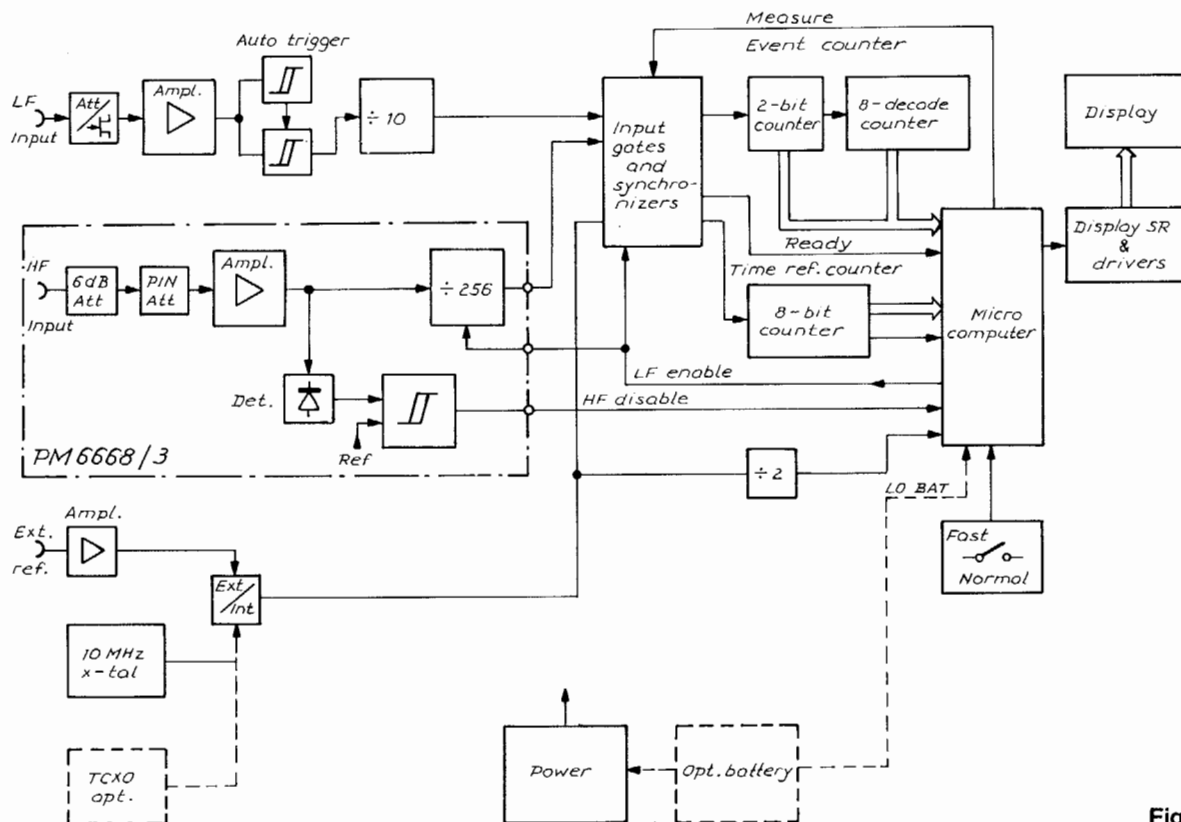 Measure
Auto trigger
Event counter
LF
Input
Att
Ampl.
÷ 10
Input
gates
and
synchro-
nizers
2-bit
counter
8-decade
counter
Display
Ready
Display SR
&
drivers
HF
Input
6dB
Att
PIN
Att
Ampl.
÷ 256
Time ref. counter
8-bit
counter
Micro
computer
LF enable
Det.
HF disable
Ref
PM6668/3
÷ 2
LO BAT
Ext.
ref.
Ampl.
Fast
Normal
Ext
Int
10 MHz
x-tal
TCXO
opt.
Power
Opt. battery
Fig